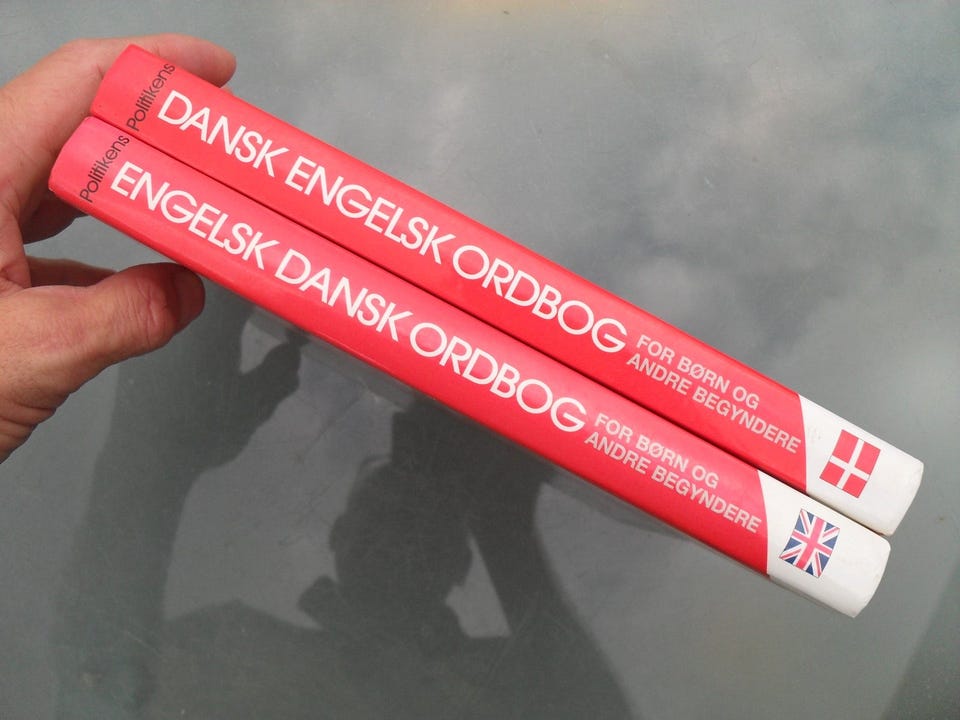 Politikens
DANSK ENGELSK ORDBOG
FOR BØRN OG
ANDRE BEGYNDERE
Politikens
ENGELSK DANSK ORDBOG
FOR BØRN OG
ANDRE BEGYNDERE